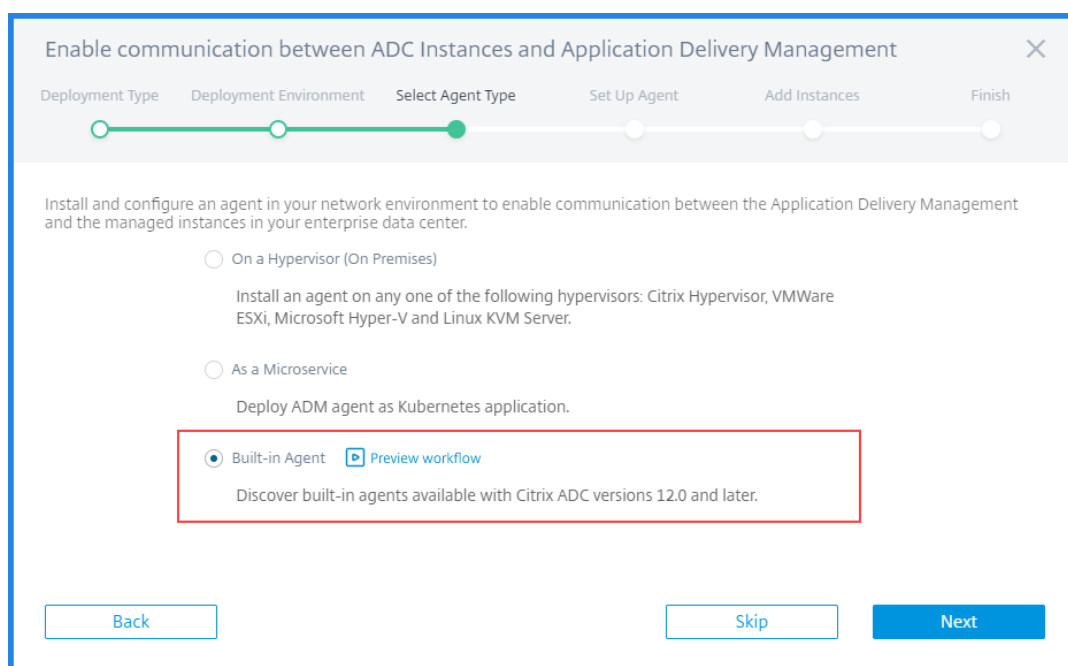 Enable communication between ADC Instances and Application Delivery Management
Deployment Type Deployment Environment Select Agent Type Set Up Agent Add Instances Finish
Install and configure an agent in your network environment to enable communication between the Application Delivery Management
and the managed instances in your enterprise data center.
On a Hypervisor (On Premises)
Install an agent on any one of the following hypervisors: Citrix Hypervisor, VMWare
ESXi, Microsoft Hyper-V and Linux KVM Server.
As a Microservice
Deploy ADM agent as Kubernetes application.
Built-in Agent Preview workflow
Discover built-in agents available with Citrix ADC versions 12.0 and later.
Back Skip Next